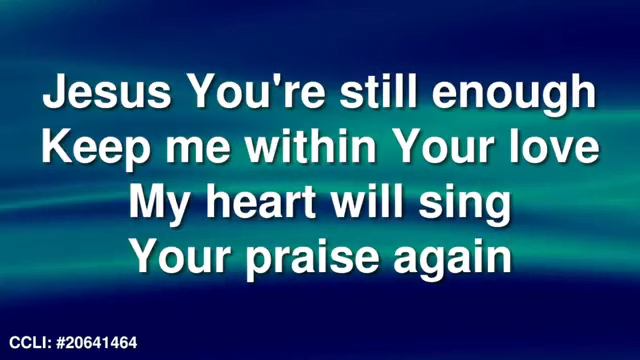 Jesus You're still enough
Keep me within Your love
My heart will sing
Your praise again
CCLI: #20641464